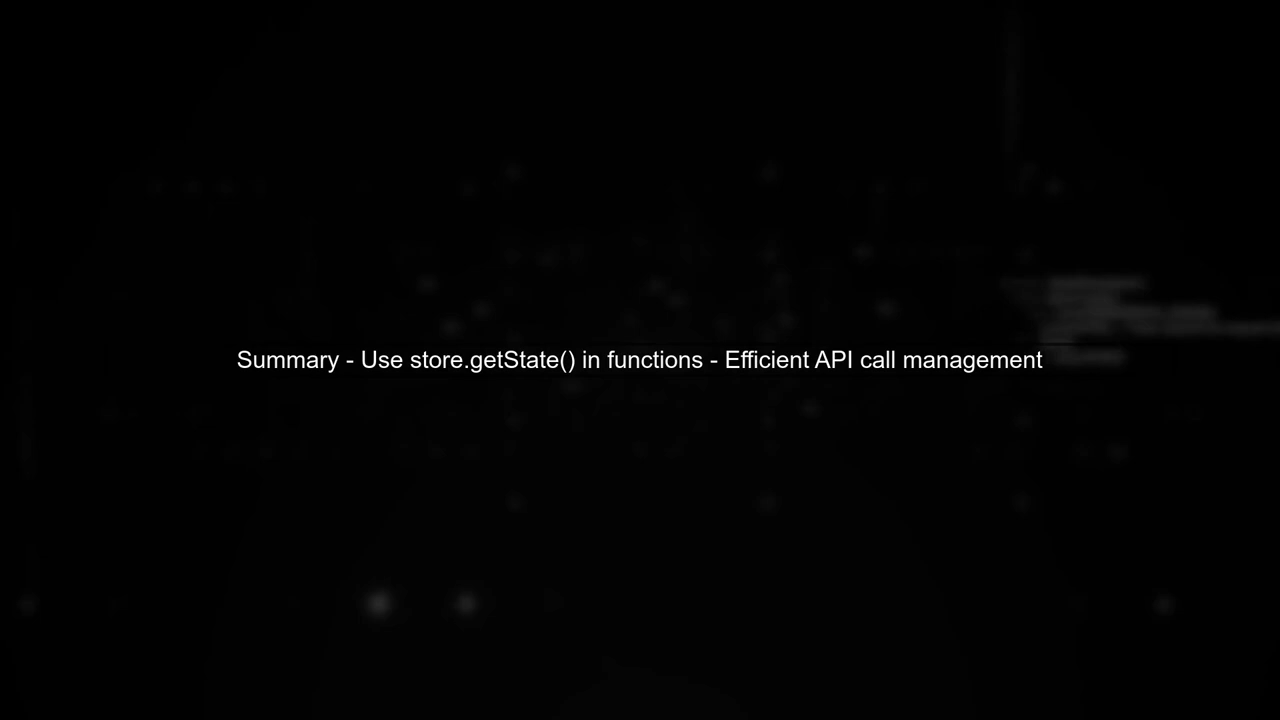 Summary - Use store.getState() in functions - Efficient API call management